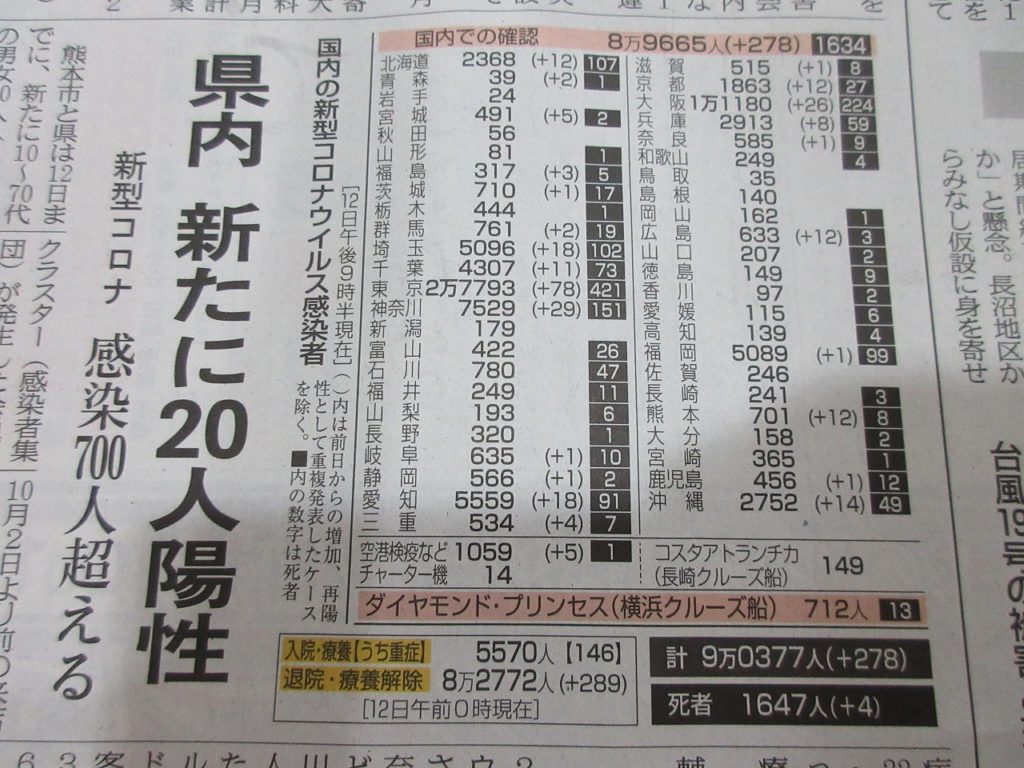 国内での確認 8万9665人(+278) 1634
北海道 2368 (+12) 107
青森 39 (+2) 1
岩手 24
宮城 491 (+5) 2
秋田 56
山形 81 1
福島 317 (+3) 5
茨城 710 (+1) 17
栃木 444 1
群馬 761 (+2) 19
埼玉 5096 (+18) 102
千葉 4307 (+11) 73
東京 2万7793 (+78) 421
神奈川 7529 (+29) 151
新潟 179
富山 422 26
石川 780 47
福井 249 11
山梨 193 6
長野 320 1
岐阜 635 (+1) 10
静岡 566 (+1) 2
愛知 5559 (+18) 91
三重 534 (+4) 7
滋賀 515 (+1) 8
京都 1863 (+12) 27
大阪 1万1180 (+26) 224
兵庫 2913 (+8) 59
奈良 585 (+1) 9
和歌山 249 4
鳥取 35
島根 140
岡山 162 1
広島 633 (+12) 3
山口 207 2
徳島 149 9
香川 97 2
愛媛 115 6
高知 139 4
福岡 5089 (+1) 99
佐賀 246
長崎 241 3
熊本 701 (+12) 8
大分 158 2
宮崎 365 1
鹿児島 456 (+1) 12
沖縄 2752 (+14) 49
空港検疫など 1059 (+5) 1
チャーター機 14
コスタアトランチカ
(長崎クルーズ船) 149
ダイヤモンド・プリンセス(横浜クルーズ船) 712人 13
入院・療養【うち重症】 5570人【146】
退院・療養解除 8万2772人(+289)
[12日午前0時現在]
計 9万0377人(+278)
死者 1647人(+4)
国内の新型コロナウイルス感染者
[12日午後9時半現在]( )内は前日からの増加、再陽
性として重複発表したケース
を除く。■内の数字は死者
県内 新たに20人陽性
新型コロナ 感染700人超える
熊本市と県は12日ま
でに、新たに10〜70代
クラスター(感染者集
団)が発生
10月2日より前の
か」と懸念。長沼地区か
らみなし仮設に身を寄せ
台風19号の